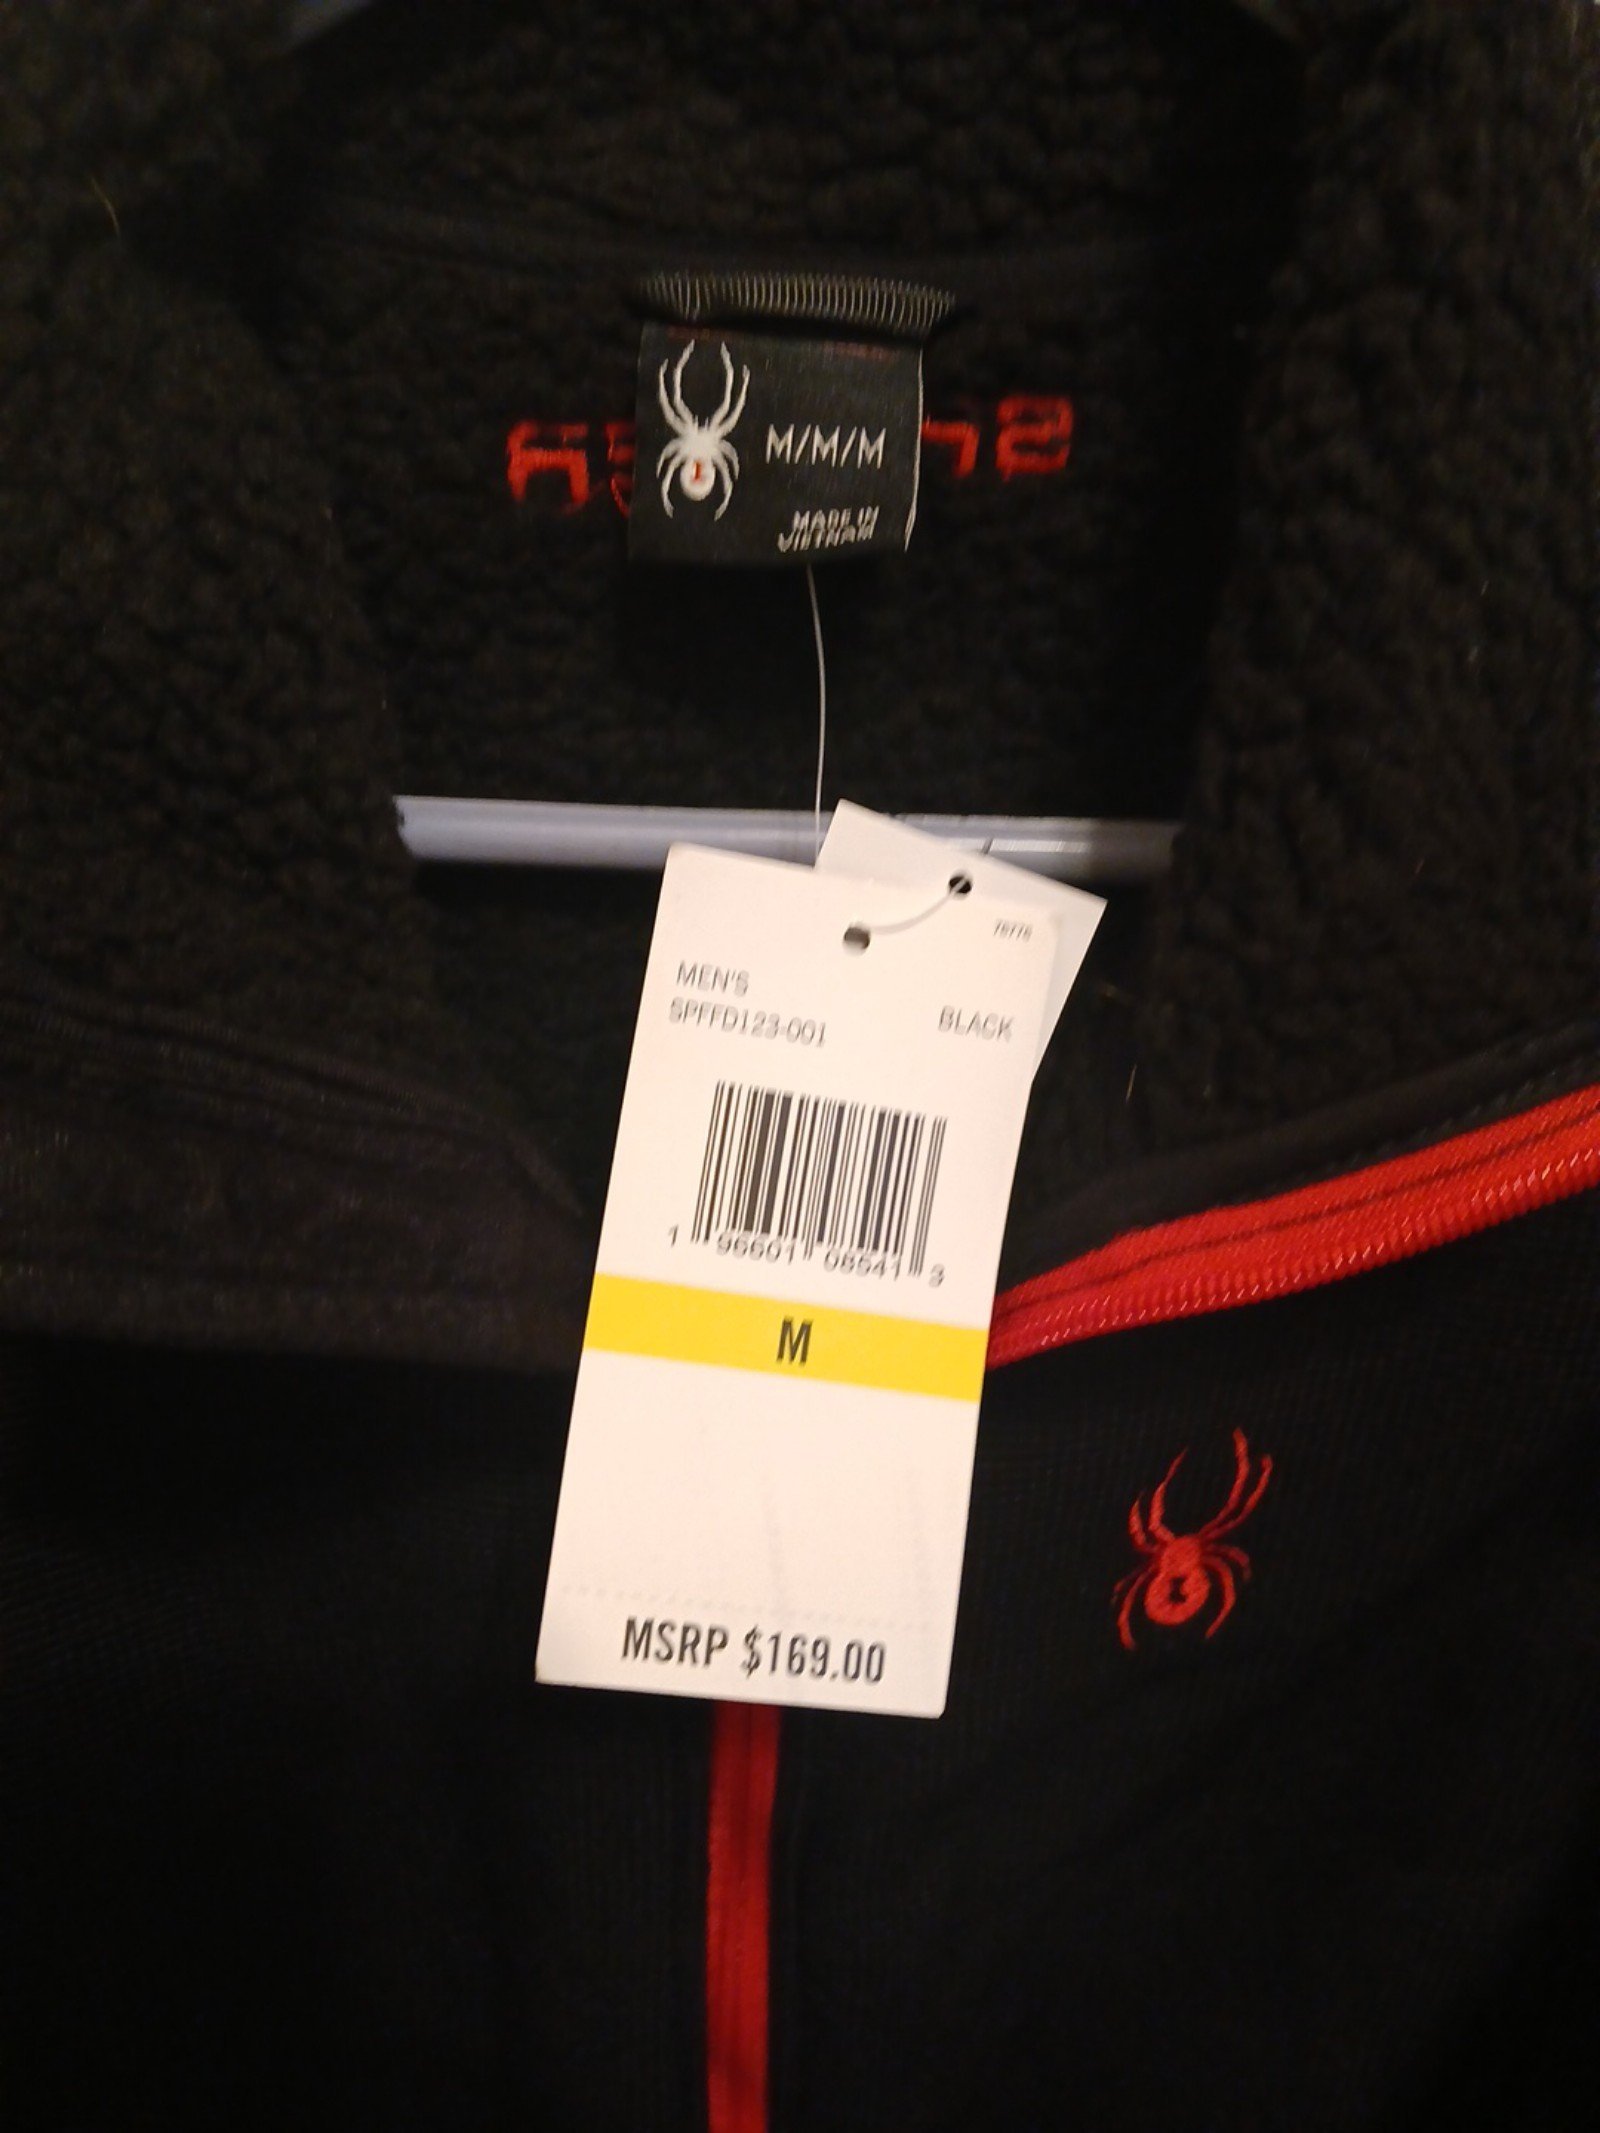 M/M/M
MADE IN
VIETNAM
MEN'S
SPFFD123-001
BLACK
1 96601 08541 3
M
MSRP $169.00